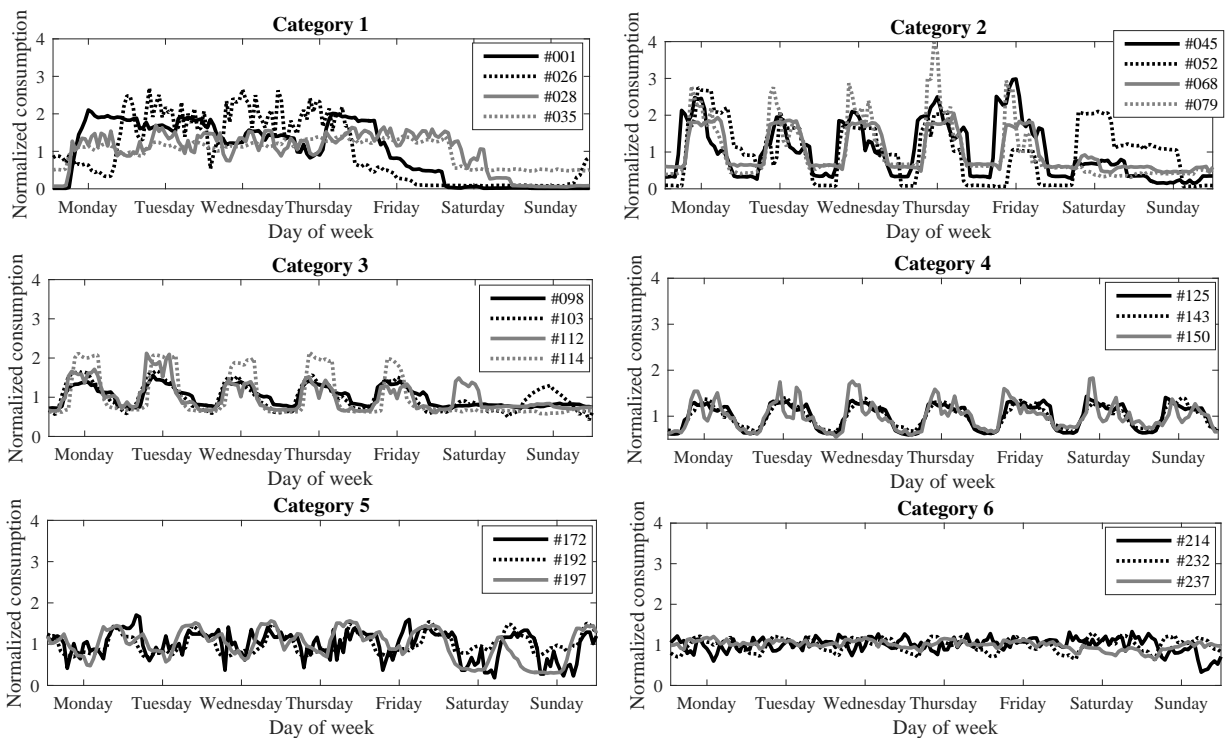 Category 1
Normalized consumption
4
3
2
1
0
#001
#026
#028
#035
Monday Tuesday Wednesday Thursday Friday Saturday Sunday
Day of week
Category 2
Normalized consumption
4
3
2
1
0
#045
#052
#068
#079
Monday Tuesday Wednesday Thursday Friday Saturday Sunday
Day of week
Category 3
Normalized consumption
4
3
2
1
0
#098
#103
#112
#114
Monday Tuesday Wednesday Thursday Friday Saturday Sunday
Day of week
Category 4
Normalized consumption
4
3
2
1
#125
#143
#150
Monday Tuesday Wednesday Thursday Friday Saturday Sunday
Day of week
Category 5
Normalized consumption
4
3
2
1
0
#172
#192
#197
Monday Tuesday Wednesday Thursday Friday Saturday Sunday
Day of week
Category 6
Normalized consumption
4
3
2
1
0
#214
#232
#237
Monday Tuesday Wednesday Thursday Friday Saturday Sunday
Day of week